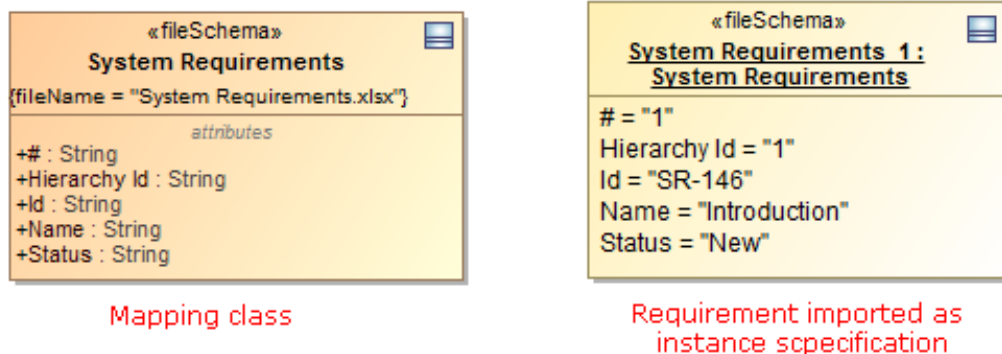 «fileSchema»
System Requirements
{fileName = "System Requirements.xlsx"}
attributes
+# : String
+Hierarchy Id : String
+Id : String
+Name : String
+Status : String
Mapping class
«fileSchema»
System Requirements 1 :
System Requirements
# = "1"
Hierarchy Id = "1"
Id = "SR-146"
Name = "Introduction"
Status = "New"
Requirement imported as
instance scpecification